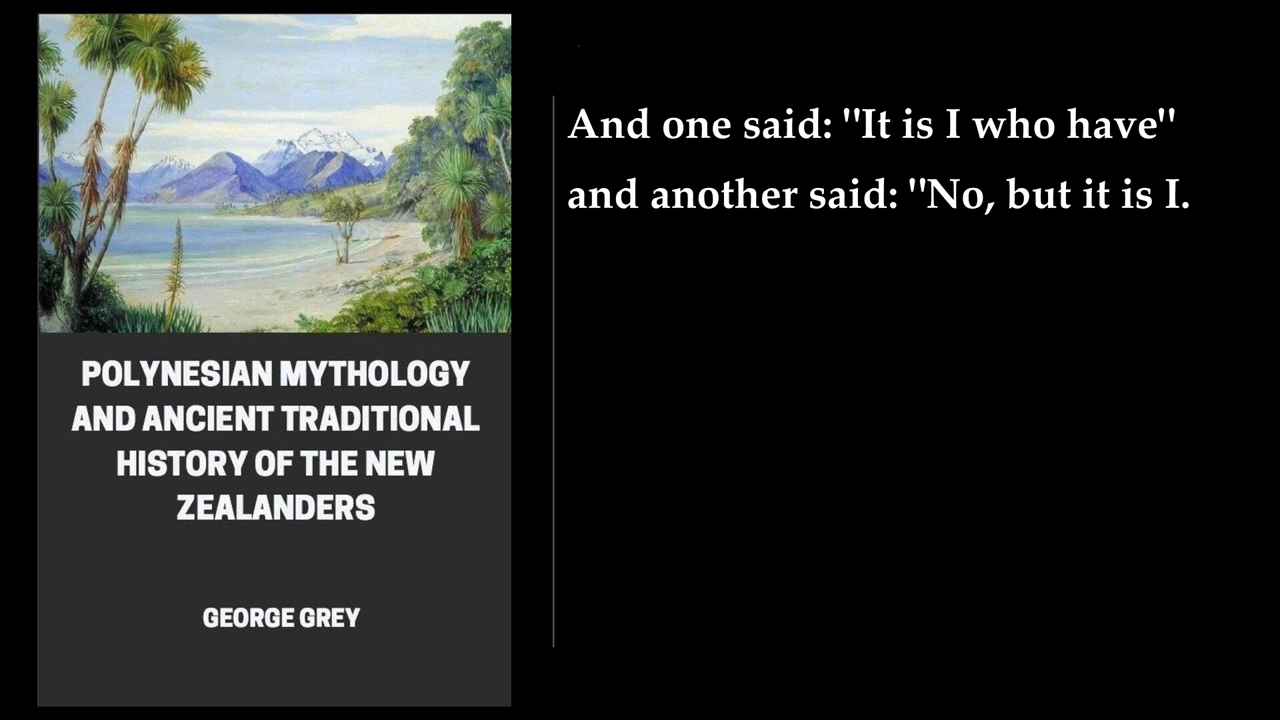 POLYNESIAN MYTHOLOGY
AND ANCIENT TRADITIONAL
HISTORY OF THE NEW
ZEALANDERS
GEORGE GREY
And one said: "It is I who have"
and another said: "No, but it is I.